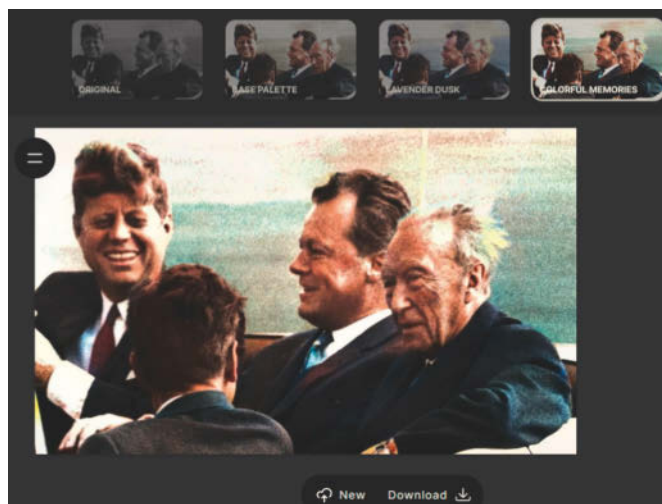 ORIGINAL
BASE PALETTE
LAVENDER DUSK
COLORFUL MEMORIES
New
Download